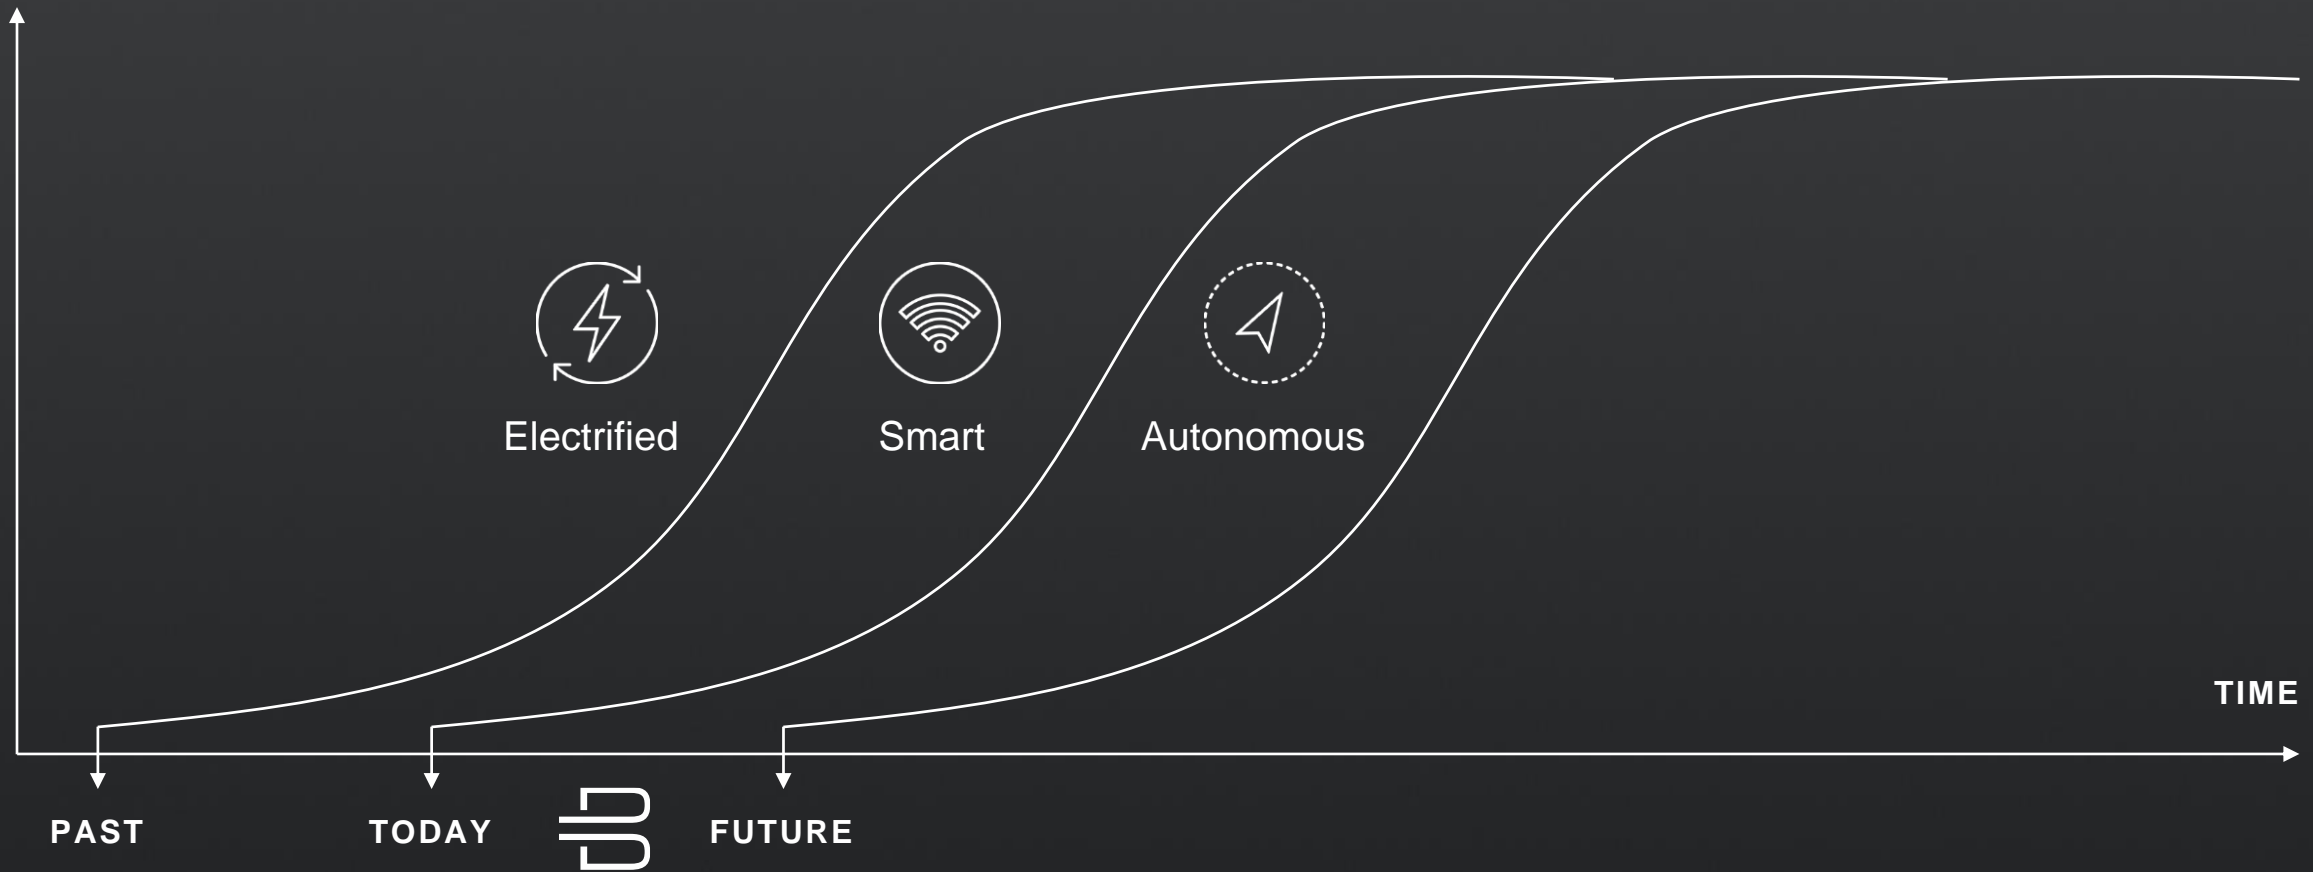 Electrified
Smart
Autonomous
TIME
PAST
TODAY
FUTURE